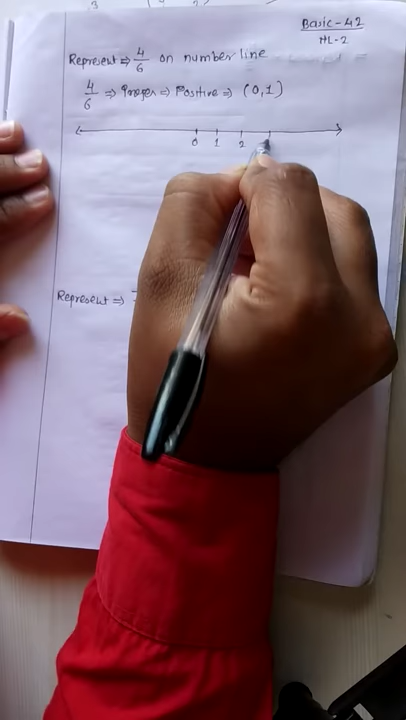 Basic-42
NL-2
Represent ⇒ 4/6 on number line
4/6 ⇒ Proper ⇒ Positive ⇒ (0,1)
0 1 2
Represent ⇒